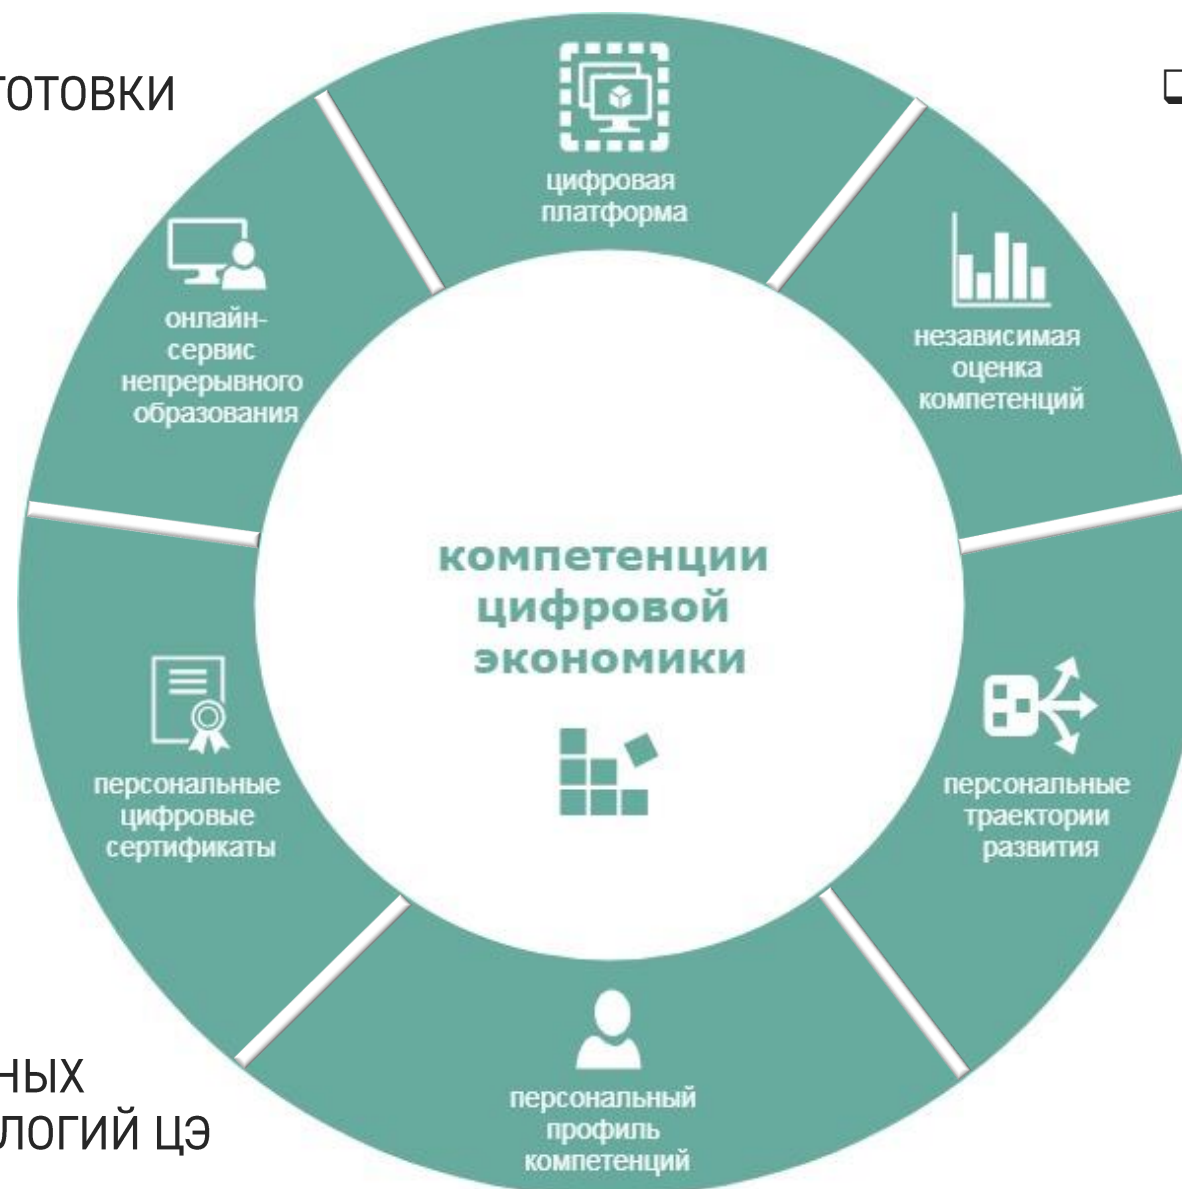 готовки
цифровая
платформа
независимая
оценка
компетенций
персональные
траектории
развития
персональный
профиль
компетенций
персональные
цифровые
сертификаты
онлайн-
сервис
непрерывного
образования
компетенции
цифровой
экономики
ных
логий цэ